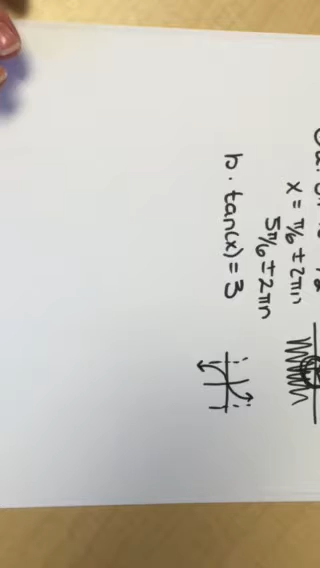 x = π/6 ± 2πn
5π/6 ± 2πn
b. tan(x) = 3